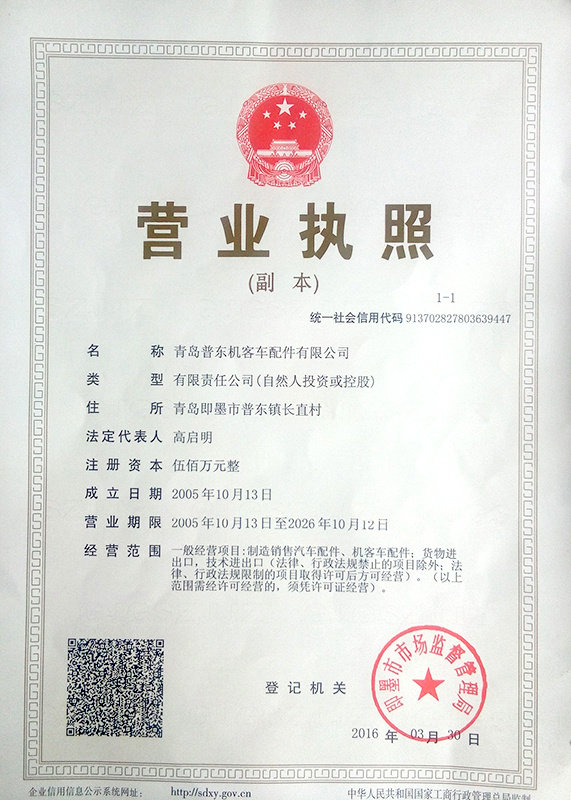 营业执照
(副 本)
1-1
统一社会信用代码 913702827803639447
名 称 青岛普东机客车配件有限公司
类 型 有限责任公司(自然人投资或控股)
住 所 青岛即墨市普东镇长直村
法定代表人 高启明
注册资本 伍佰万元整
成立日期 2005年10月13日
营业期限 2005年10月13日至2026年10月12日
经营范围 一般经营项目:制造销售汽车配件、机客车配件;货物进
出口,技术进出口(法律、行政法规禁止的项目除外;法
律、行政法规限制的项目取得许可后方可经营)。(以上
范围需经许可经营的,须凭许可证经营)。
即墨市市场监督管理局
登记机关
2016 年 03月 30日
企业信用信息公示系统网址: http://sdxy.gov.cn 中华人民共和国国家工商行政管理总局监制